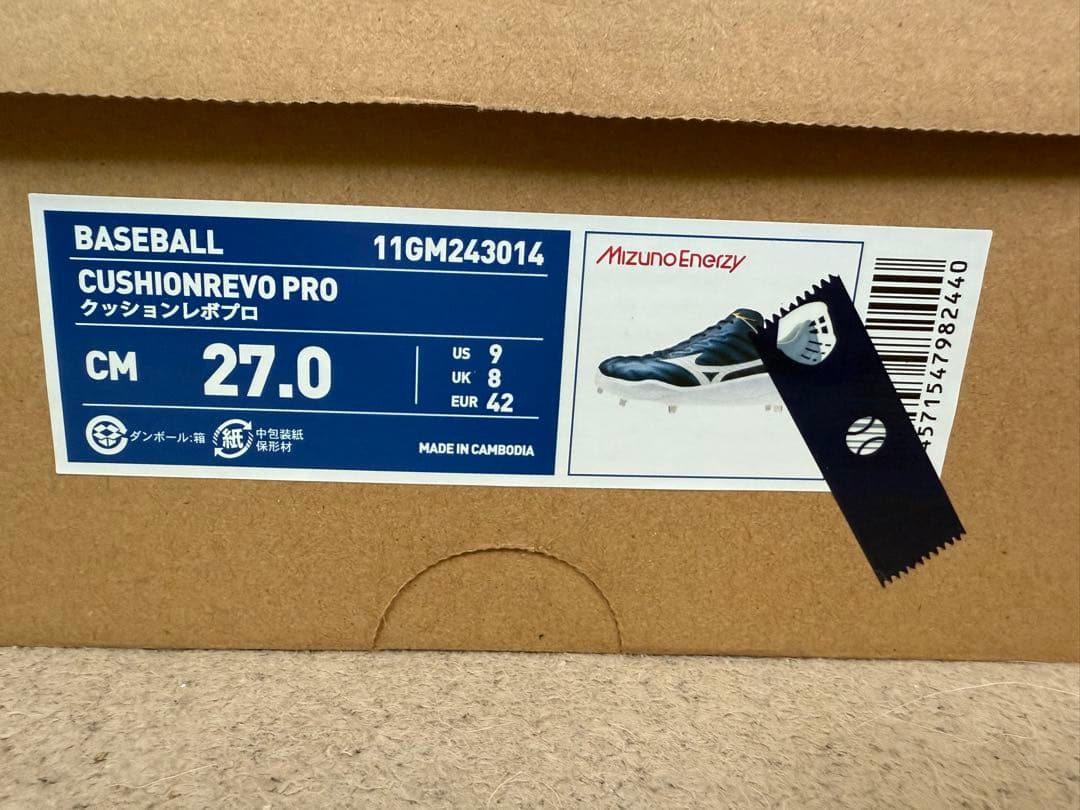 BASEBALL
11GM243014
CUSHIONREVO PRO
クッションレボプロ
CM
27.0
US 9
UK 8
EUR 42
ダンボール:箱
紙
中包装紙
保形材
MADE IN CAMBODIA
Mizuno Enerzy
4571547982440